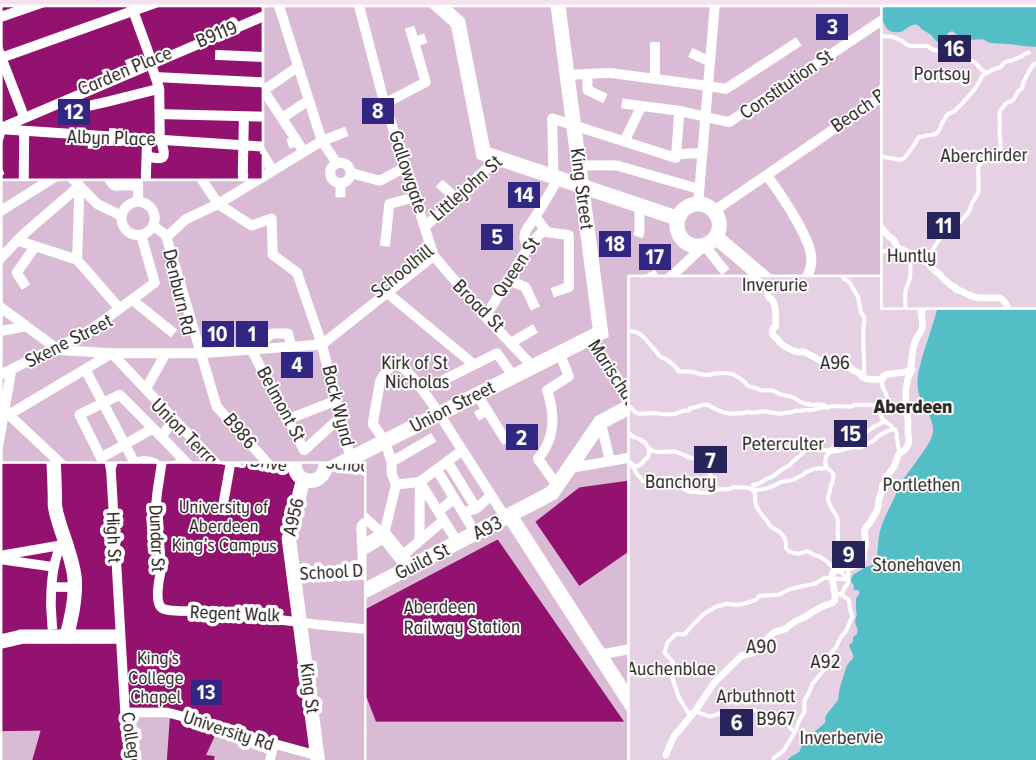 B9119
Carden Place
12
Albyn Place
8
Gallowgate
Littlejohn St
14
5
Queen St
King Street
18
17
3
Constitution St
Beach
16
Portsoy
Aberchirder
11
Huntly
Denburn Rd
Schoolhill
Broad St
Skene Street
10
1
4
Belmont St
Back Wynd
Kirk of St
Nicholas
Union Street
2
Union
B986
Guild St
A93
Aberdeen
Railway Station
Inverurie
A96
Aberdeen
15
Peterculter
7
Banchory
Portlethen
9
Stonehaven
A90
A92
Auchenblae
Arbuthnott
6
B967
Inverbervie
High St
Dundar St
University of
Aberdeen
King's Campus
A956
Drive
School D
Regent Walk
King's
College
Chapel
13
King St
University Rd